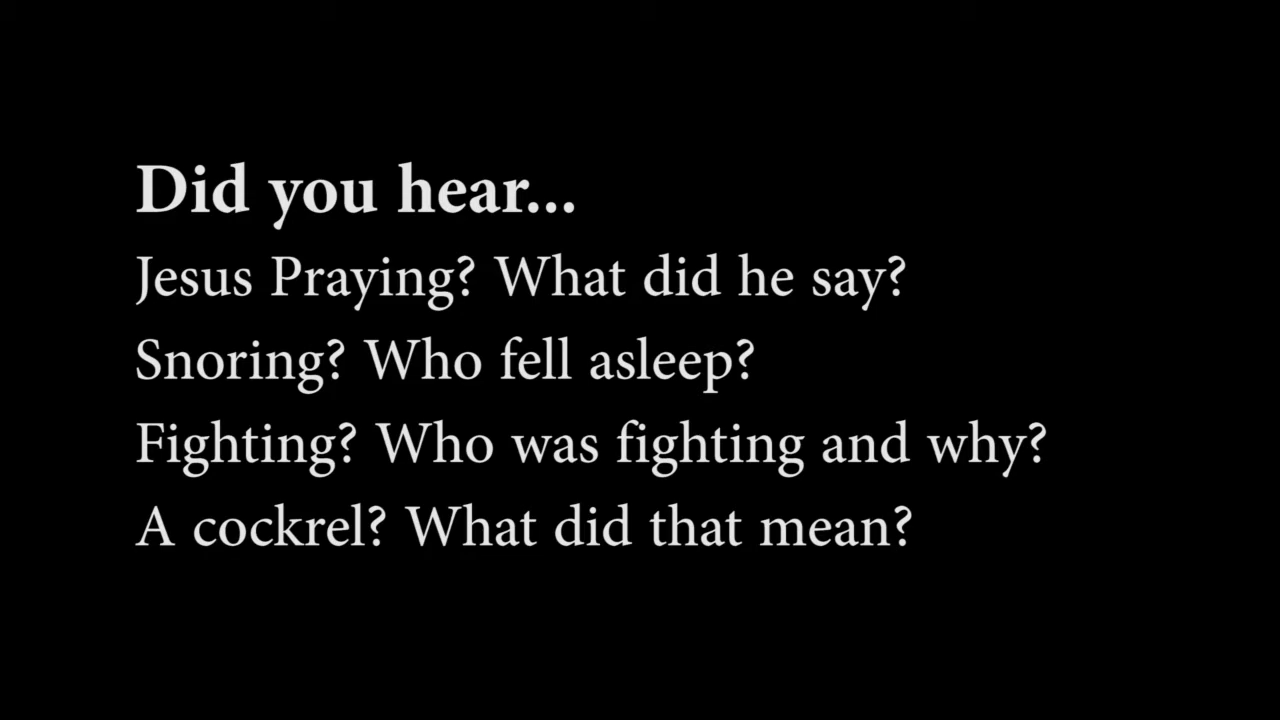 Did you hear...
Jesus Praying? What did he say?
Snoring? Who fell asleep?
Fighting? Who was fighting and why?
A cockrel? What did that mean?